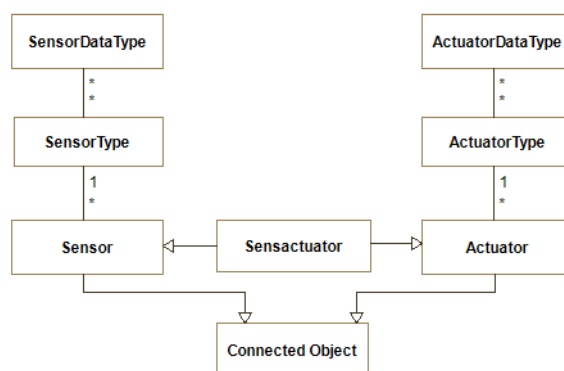 SensorDataType
ActuatorDataType
*
*
*
*
SensorType
ActuatorType
1
1
*
*
Sensor
Sensactuator
Actuator
Connected Object